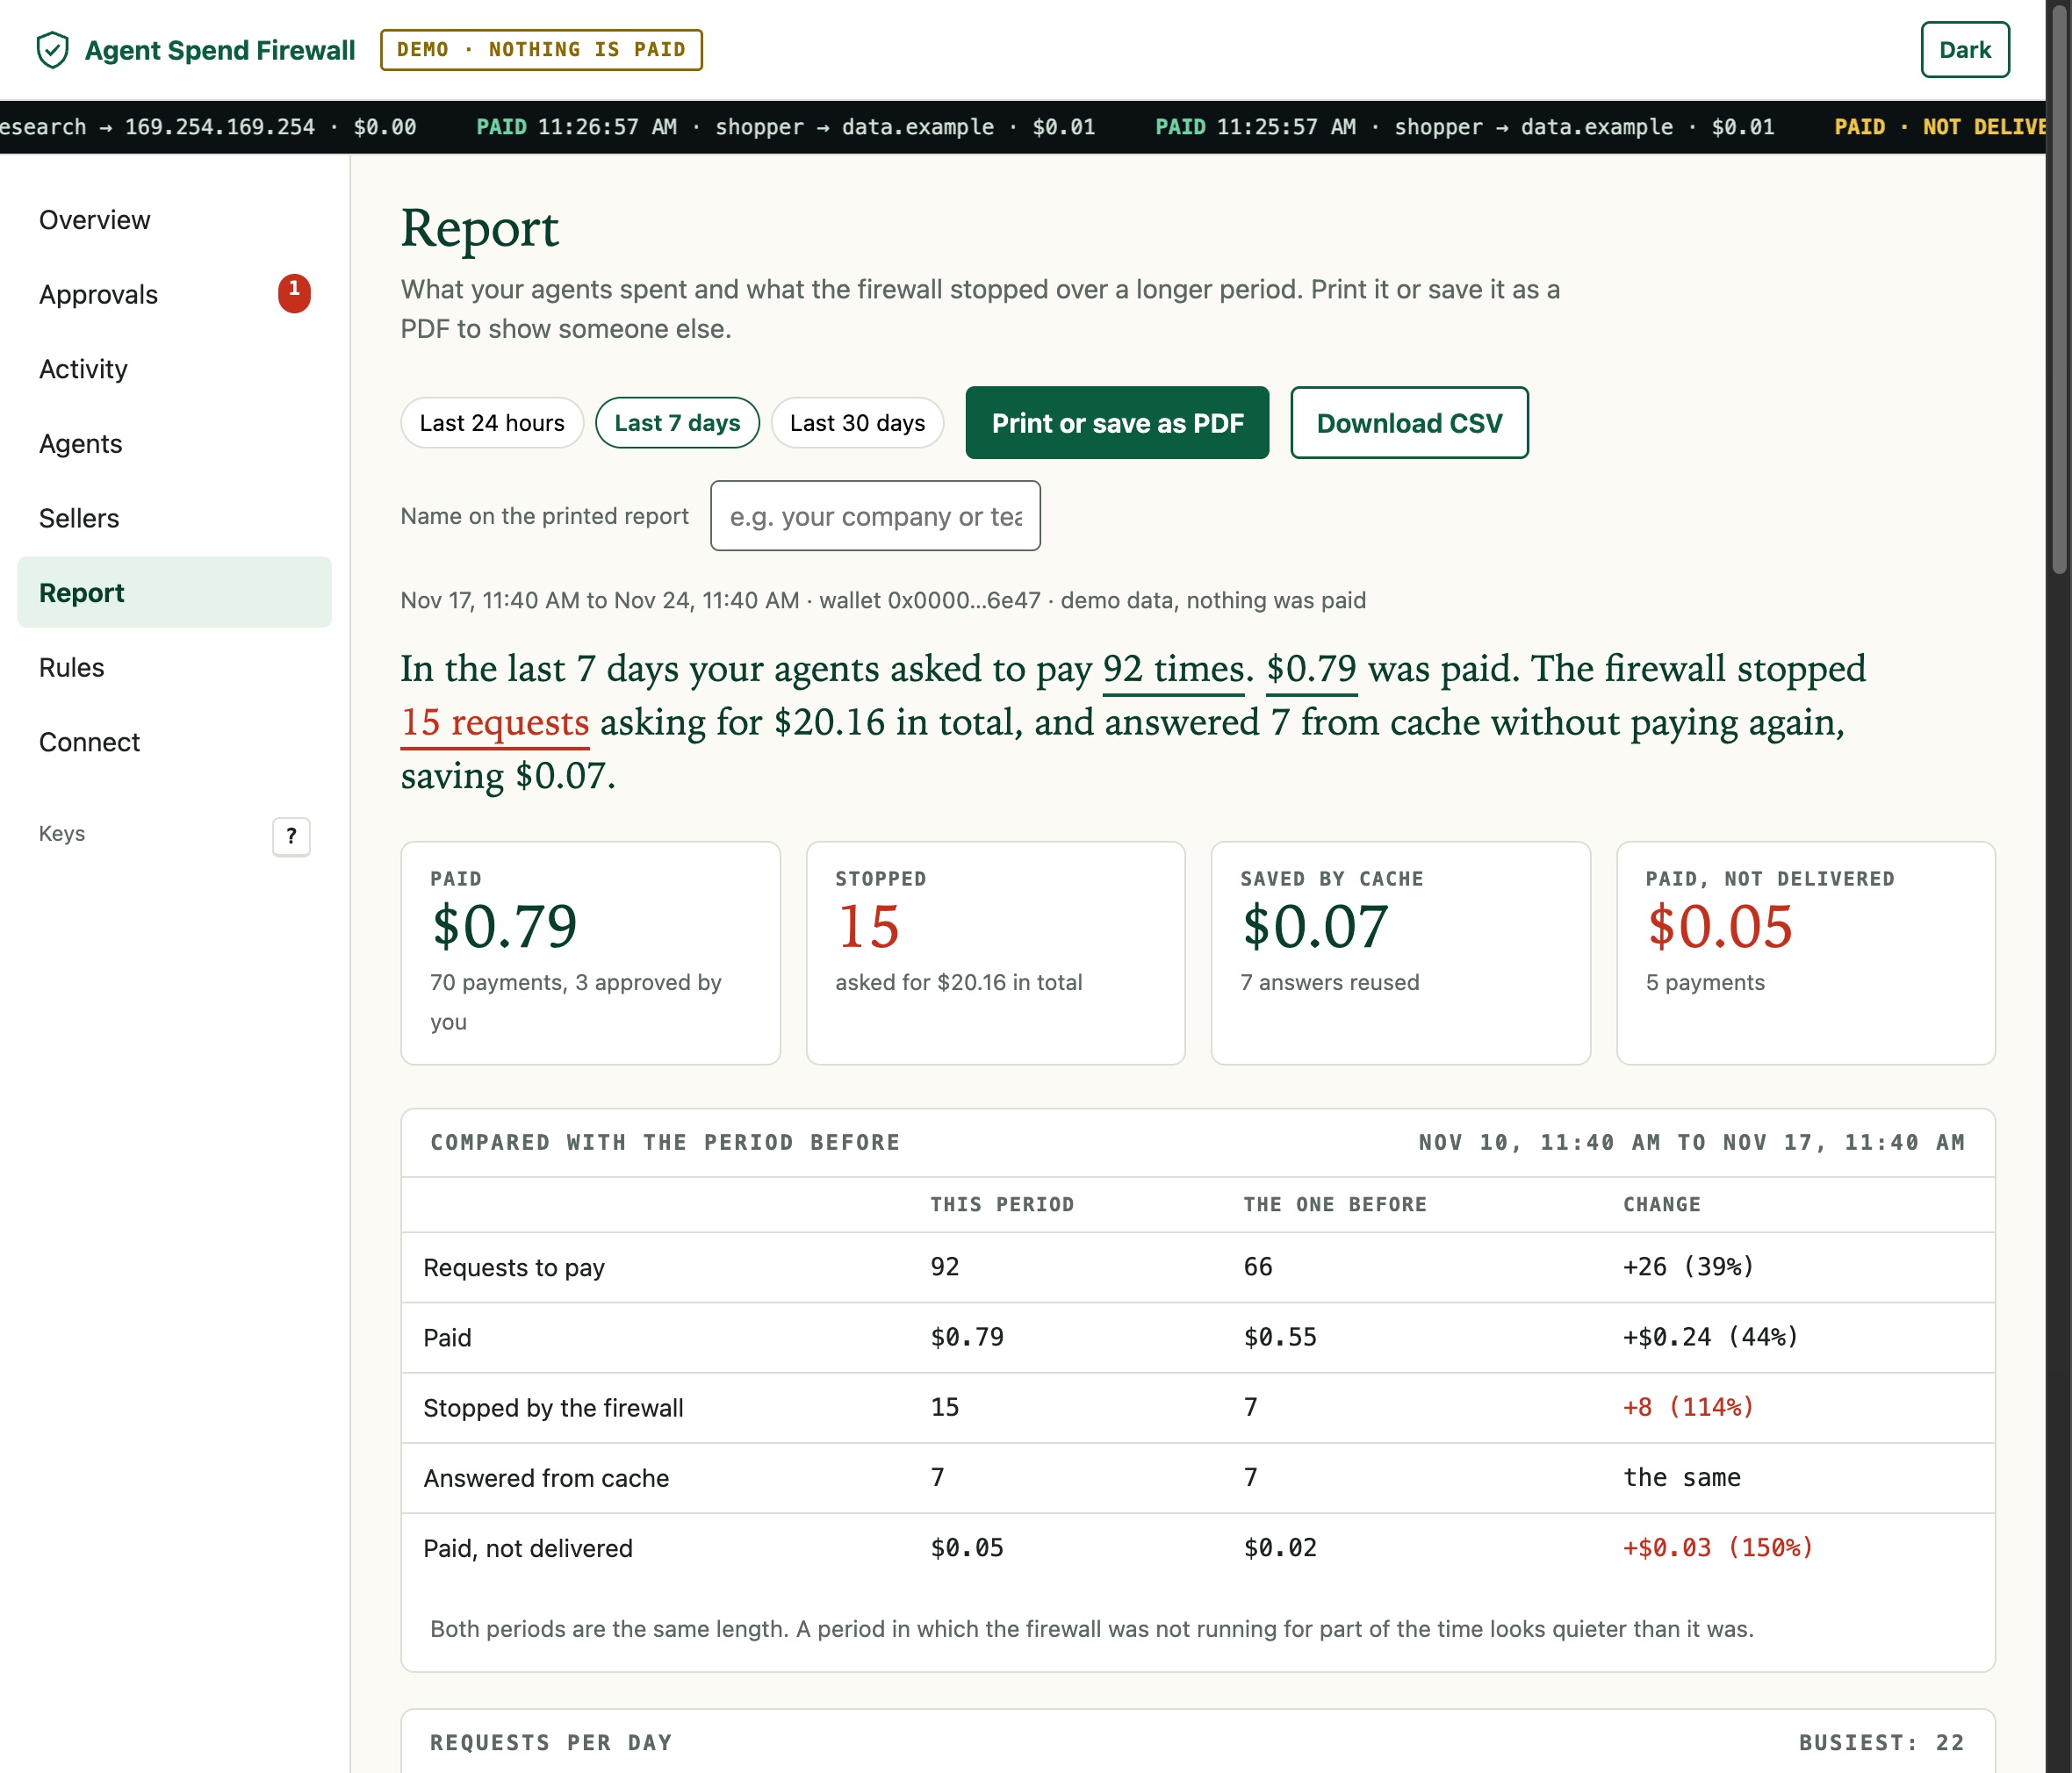 Agent Spend Firewall DEMO · NOTHING IS PAID Dark
esearch → 169.254.169.254 · $0.00 PAID 11:26:57 AM · shopper → data.example · $0.01 PAID 11:25:57 AM · shopper → data.example · $0.01 PAID · NOT DELIVE
Overview
Approvals 1
Activity
Agents
Sellers
Report
Rules
Connect
Keys ?
Report
What your agents spent and what the firewall stopped over a longer period. Print it or save it as a
PDF to show someone else.
Last 24 hours Last 7 days Last 30 days Print or save as PDF Download CSV
Name on the printed report e.g. your company or tea
Nov 17, 11:40 AM to Nov 24, 11:40 AM · wallet 0x0000…6e47 · demo data, nothing was paid
In the last 7 days your agents asked to pay 92 times. $0.79 was paid. The firewall stopped
15 requests asking for $20.16 in total, and answered 7 from cache without paying again,
saving $0.07.
PAID
$0.79
70 payments, 3 approved by
you
STOPPED
15
asked for $20.16 in total
SAVED BY CACHE
$0.07
7 answers reused
PAID, NOT DELIVERED
$0.05
5 payments
COMPARED WITH THE PERIOD BEFORE NOV 10, 11:40 AM TO NOV 17, 11:40 AM
THIS PERIOD THE ONE BEFORE CHANGE
Requests to pay 92 66 +26 (39%)
Paid $0.79 $0.55 +$0.24 (44%)
Stopped by the firewall 15 7 +8 (114%)
Answered from cache 7 7 the same
Paid, not delivered $0.05 $0.02 +$0.03 (150%)
Both periods are the same length. A period in which the firewall was not running for part of the time looks quieter than it was.
REQUESTS PER DAY BUSIEST: 22